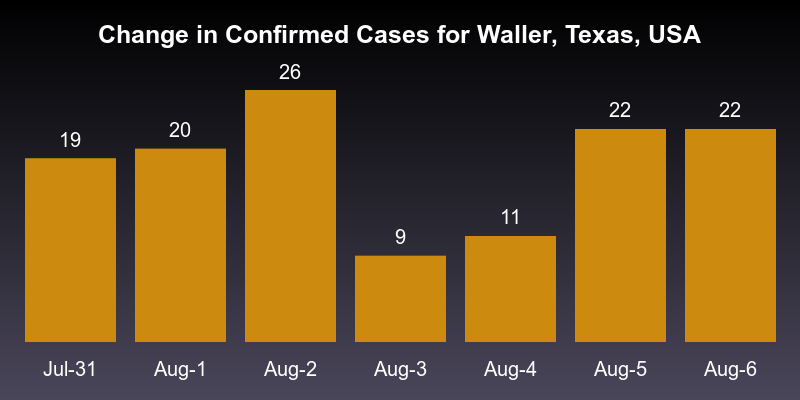 Change in Confirmed Cases for Waller, Texas, USA
19 20 26 9 11 22 22
Jul-31 Aug-1 Aug-2 Aug-3 Aug-4 Aug-5 Aug-6